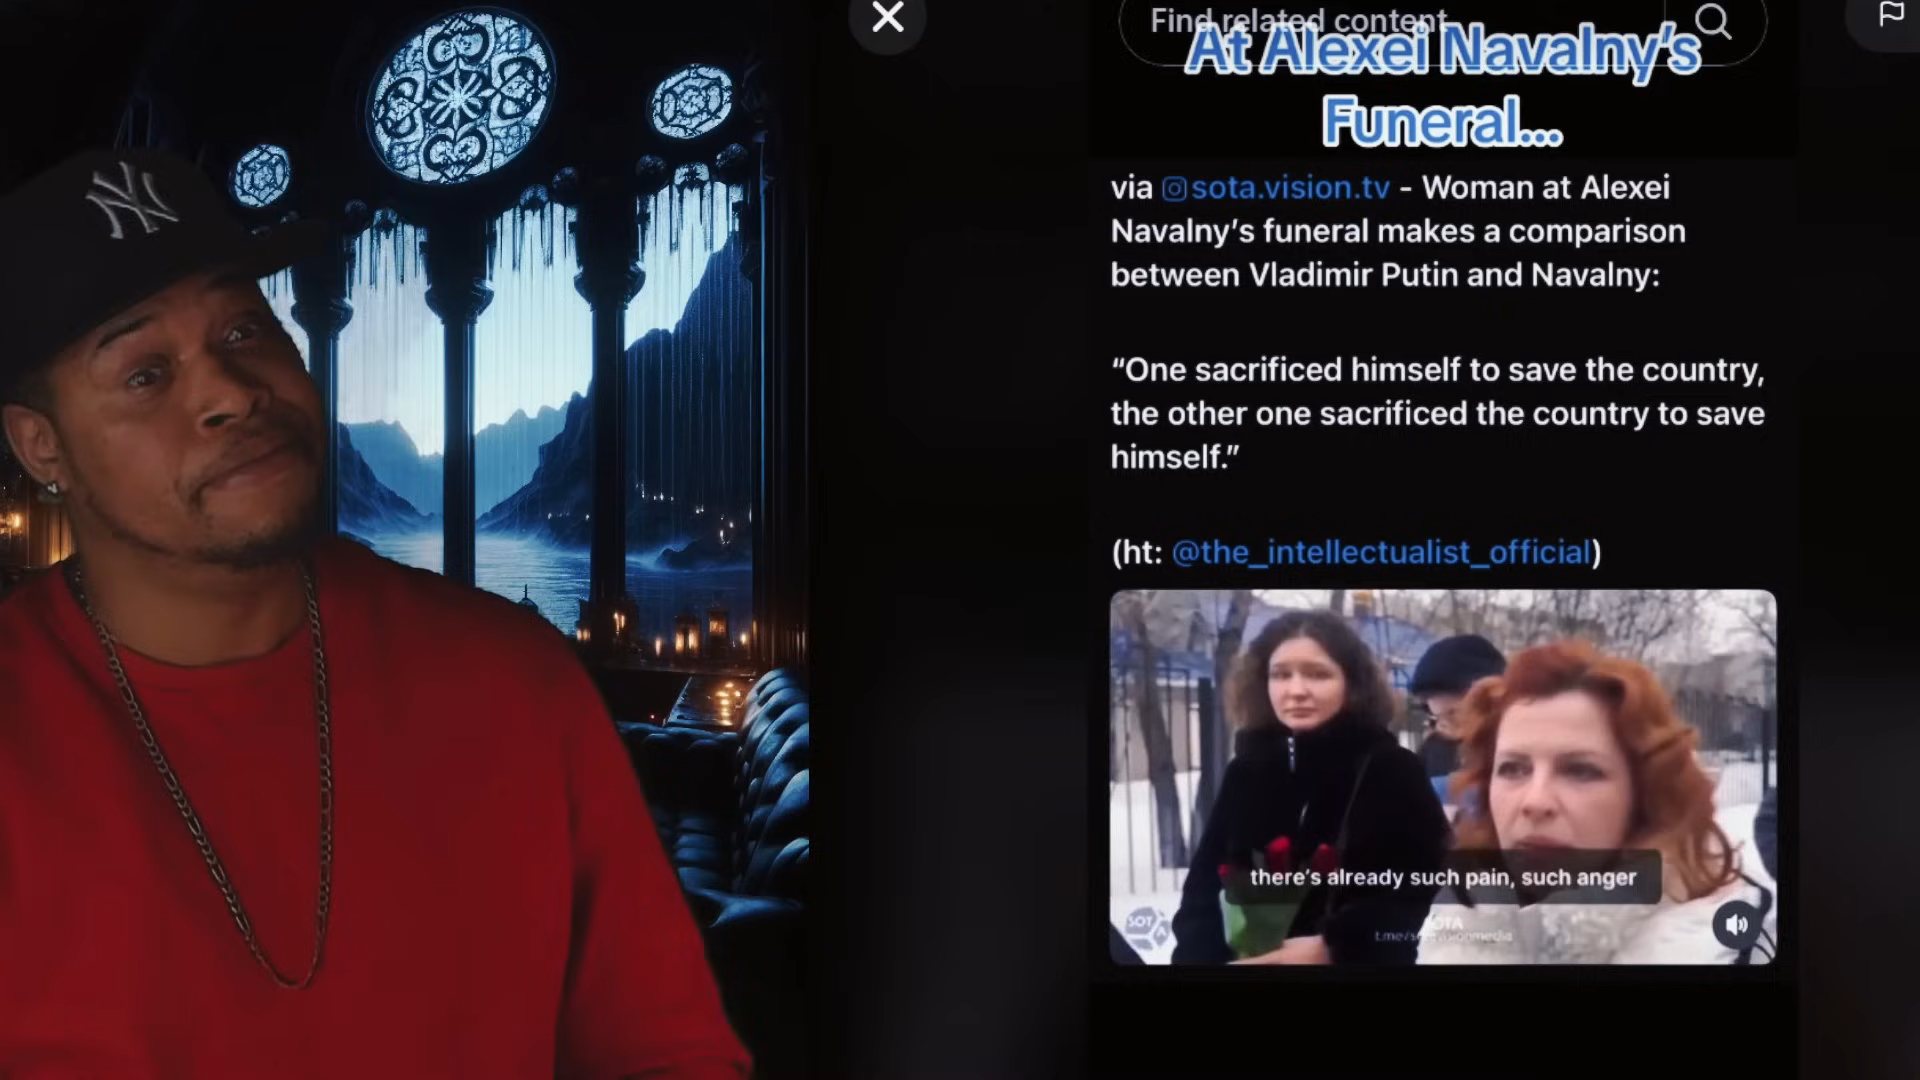 NY
Find related content
At Alexei Navalny's
Funeral...
via sota.vision.tv - Woman at Alexei
Navalny's funeral makes a comparison
between Vladimir Putin and Navalny:
“One sacrificed himself to save the country,
the other one sacrificed the country to save
himself.”
(ht: @the_intellectualist_official)
there's already such pain, such anger
SOTA